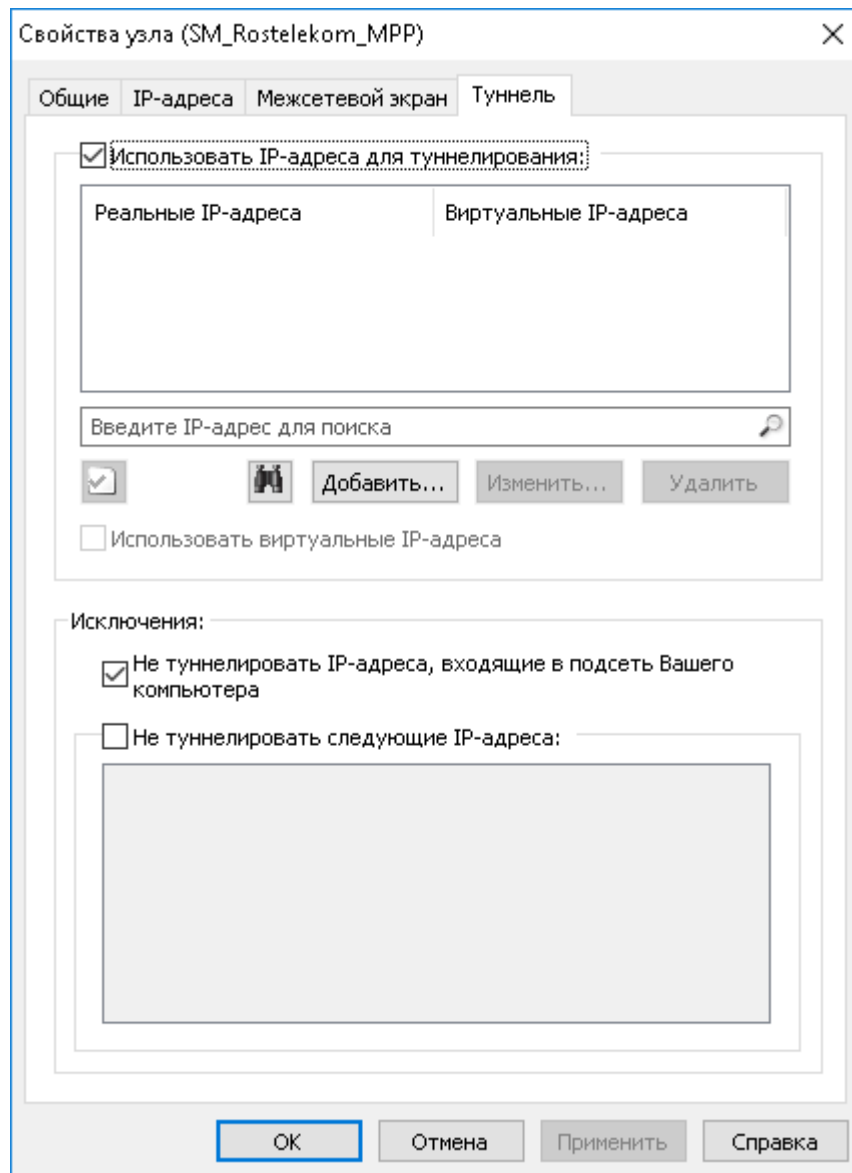 Свойства узла (SM_Rostelekom_MPP)
Общие IP-адреса Межсетевой экран Туннель
Использовать IP-адреса для туннелирования:
Реальные IP-адреса Виртуальные IP-адреса
Введите IP-адрес для поиска
Добавить... Изменить... Удалить
Использовать виртуальные IP-адреса
Исключения:
Не туннелировать IP-адреса, входящие в подсеть Вашего
компьютера
Не туннелировать следующие IP-адреса:
ОК Отмена Применить Справка